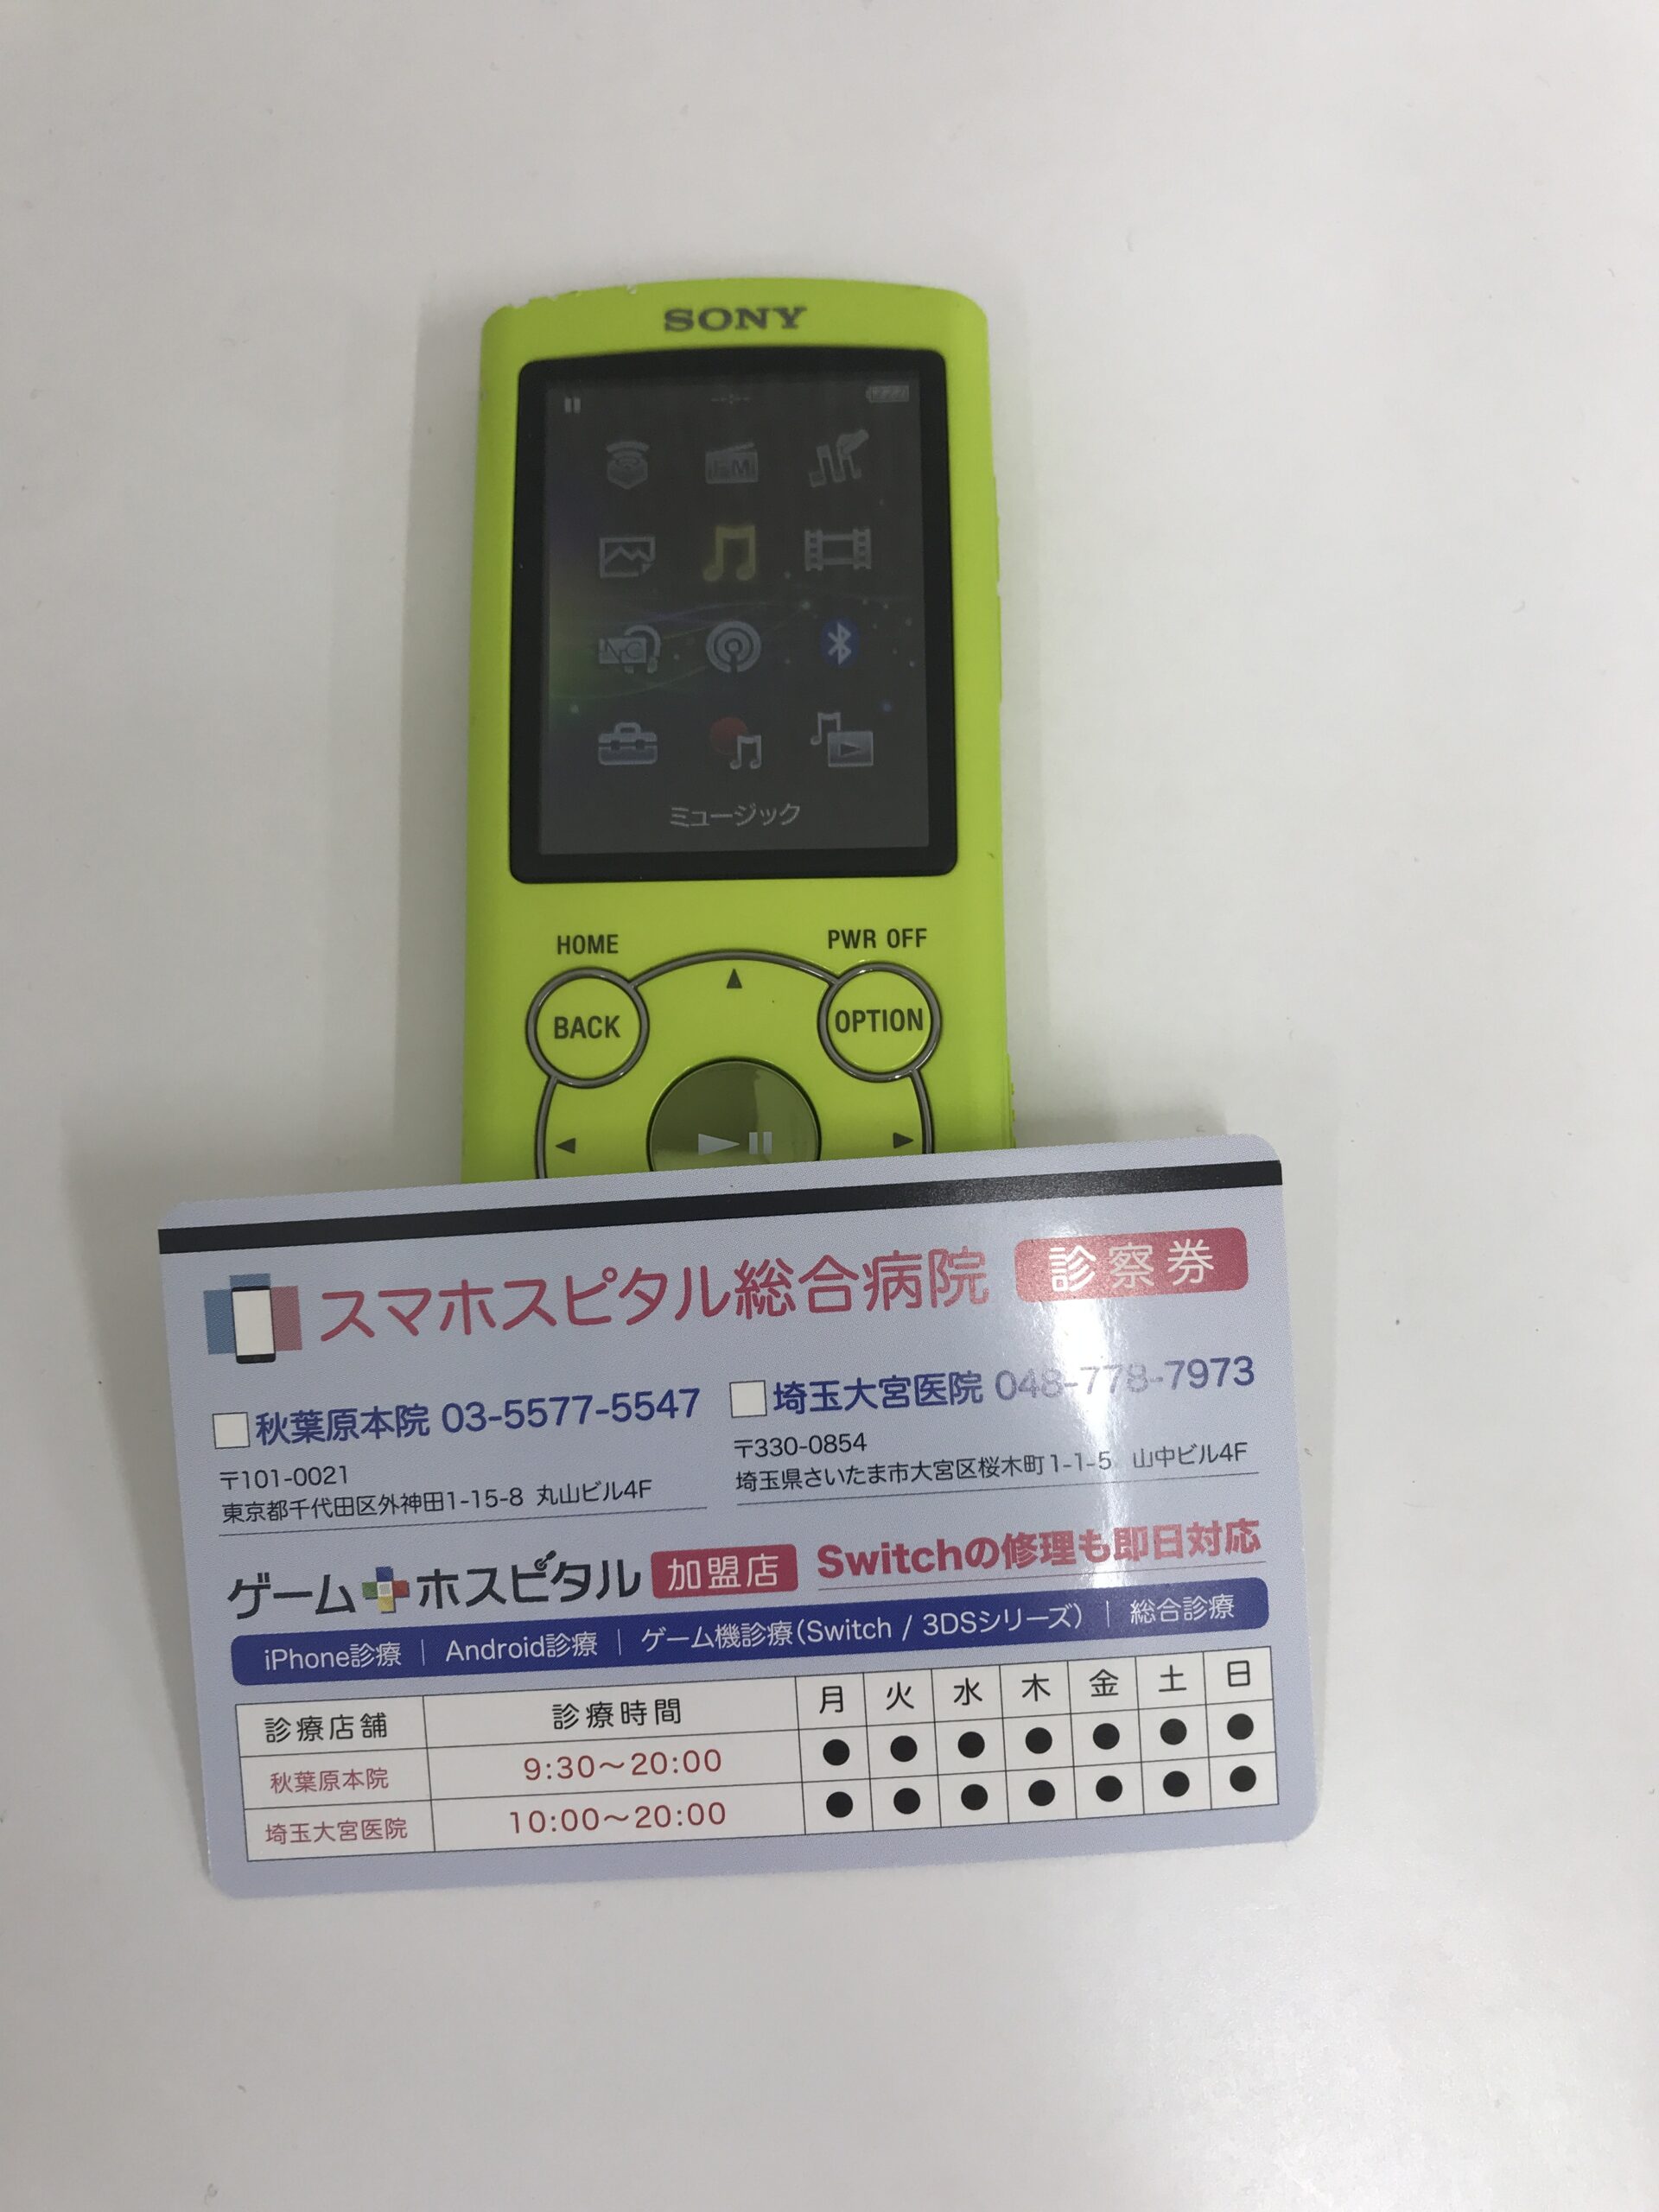 SONY
FM
NC
ミュージック
HOME PWR OFF
BACK OPTION
スマホスピタル総合病院 診察券
秋葉原本院 03-5577-5547
〒101-0021
東京都千代田区外神田1-15-8 丸山ビル4F
埼玉大宮医院 048-778-7973
〒330-0854
埼玉県さいたま市大宮区桜木町1-1-5 山中ビル4F
ゲームホスピタル 加盟店 Switchの修理も即日対応
iPhone診療 | Android診療 | ゲーム機診療(Switch / 3DSシリーズ) | 総合診療
診療店舗 診療時間 月 火 水 木 金 土 日
秋葉原本院 9:30〜20:00 ● ● ● ● ● ● ●
埼玉大宮医院 10:00〜20:00 ● ● ● ● ● ● ●